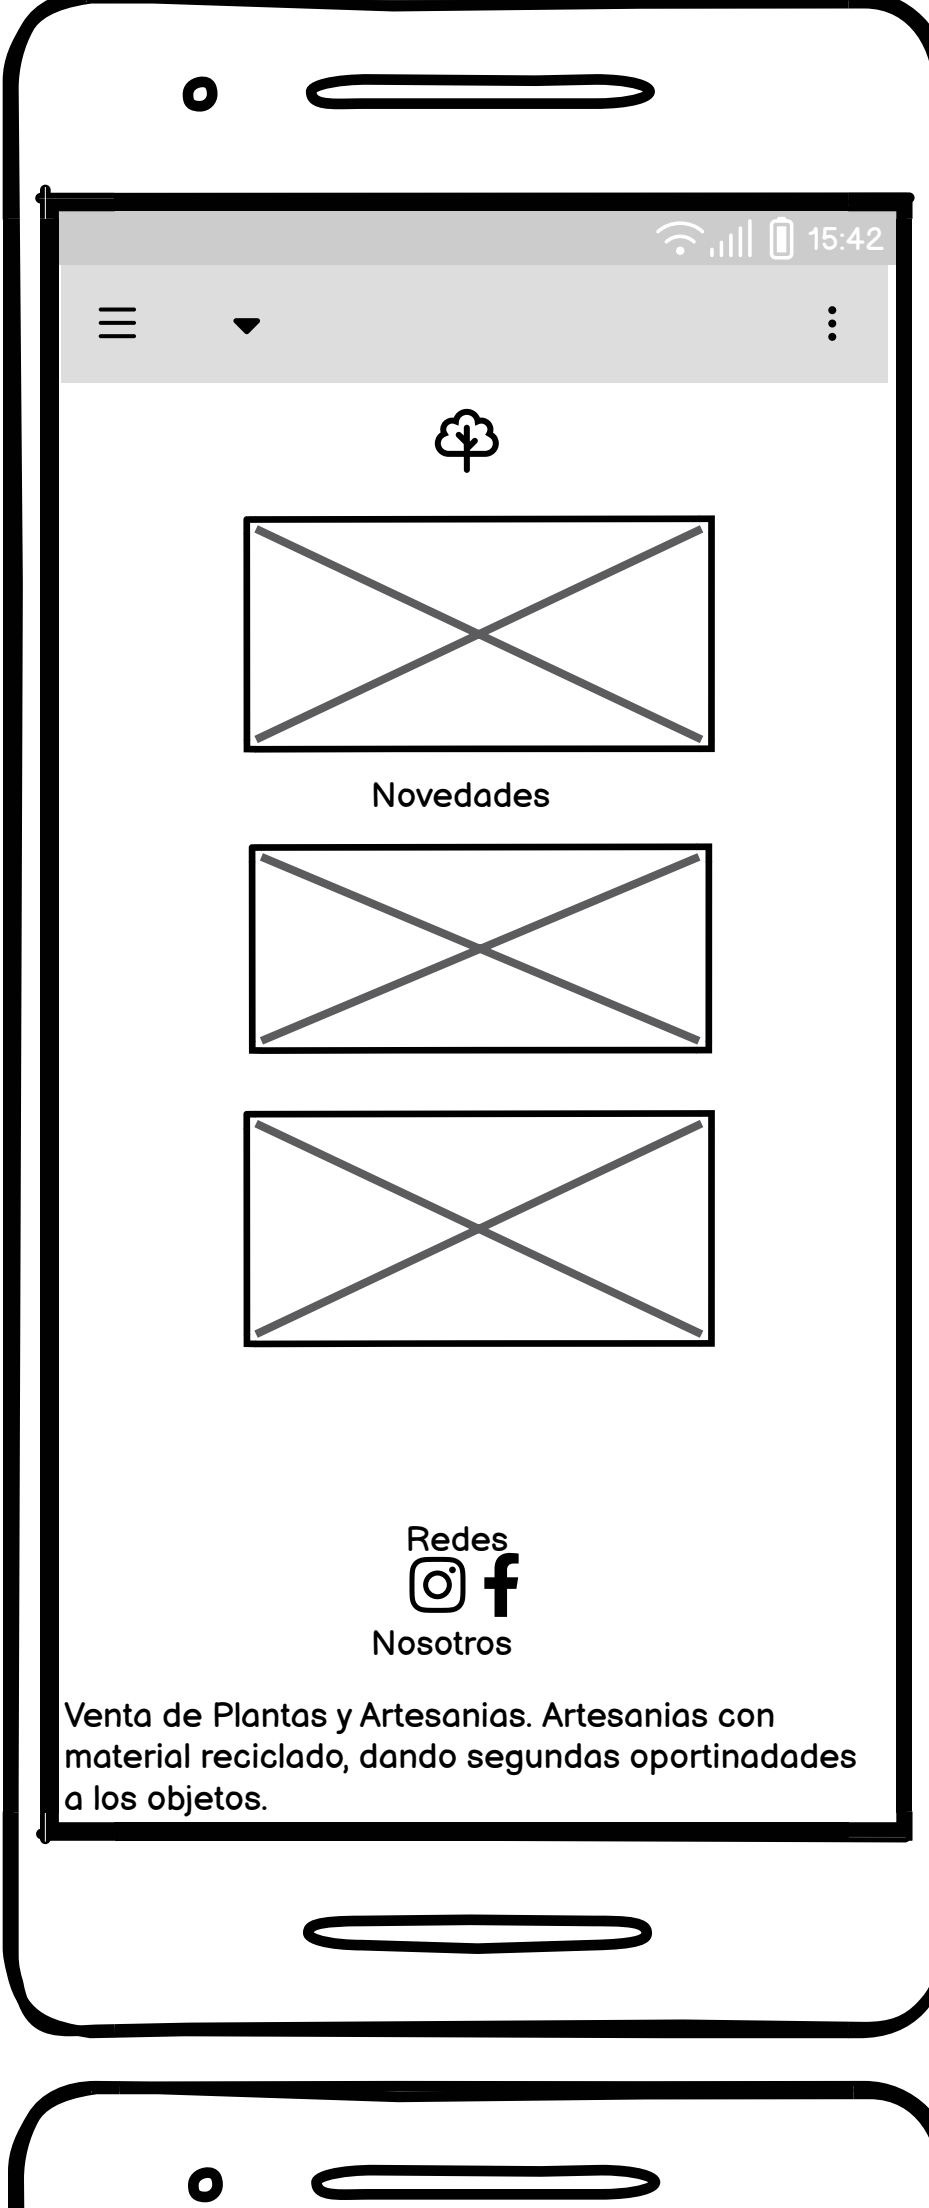 15:42
Novedades
Redes
Nosotros
Venta de Plantas y Artesanias. Artesanias con
material reciclado, dando segundas oportinadades
a los objetos.